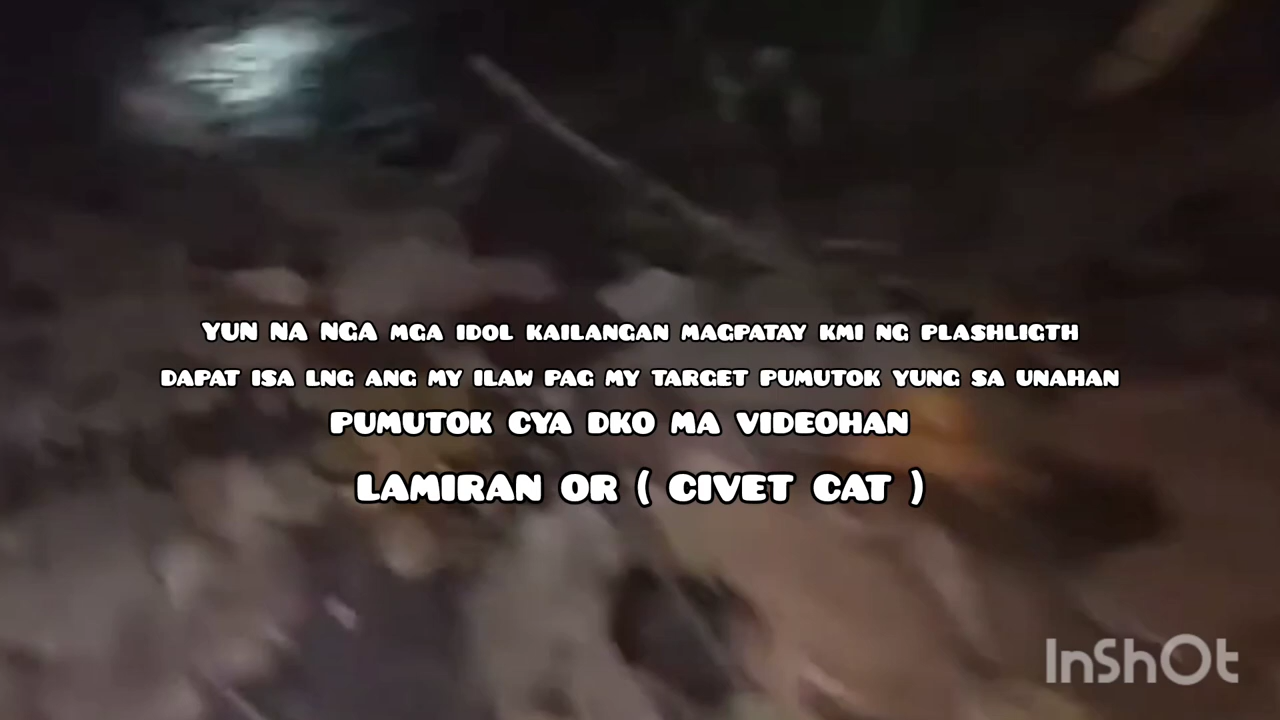 YUN NA NGA MGA IDOL KAILANGAN MAGPATAY KMI NG PLASHLIGTH
DAPAT ISA LNG ANG MY ILAW PAG MY TARGET PUMUTOK YUNG SA UNAHAN
PUMUTOK CYA DKO MA VIDEOHAN
LAMIRAN OR ( CIVET CAT )
InShOt